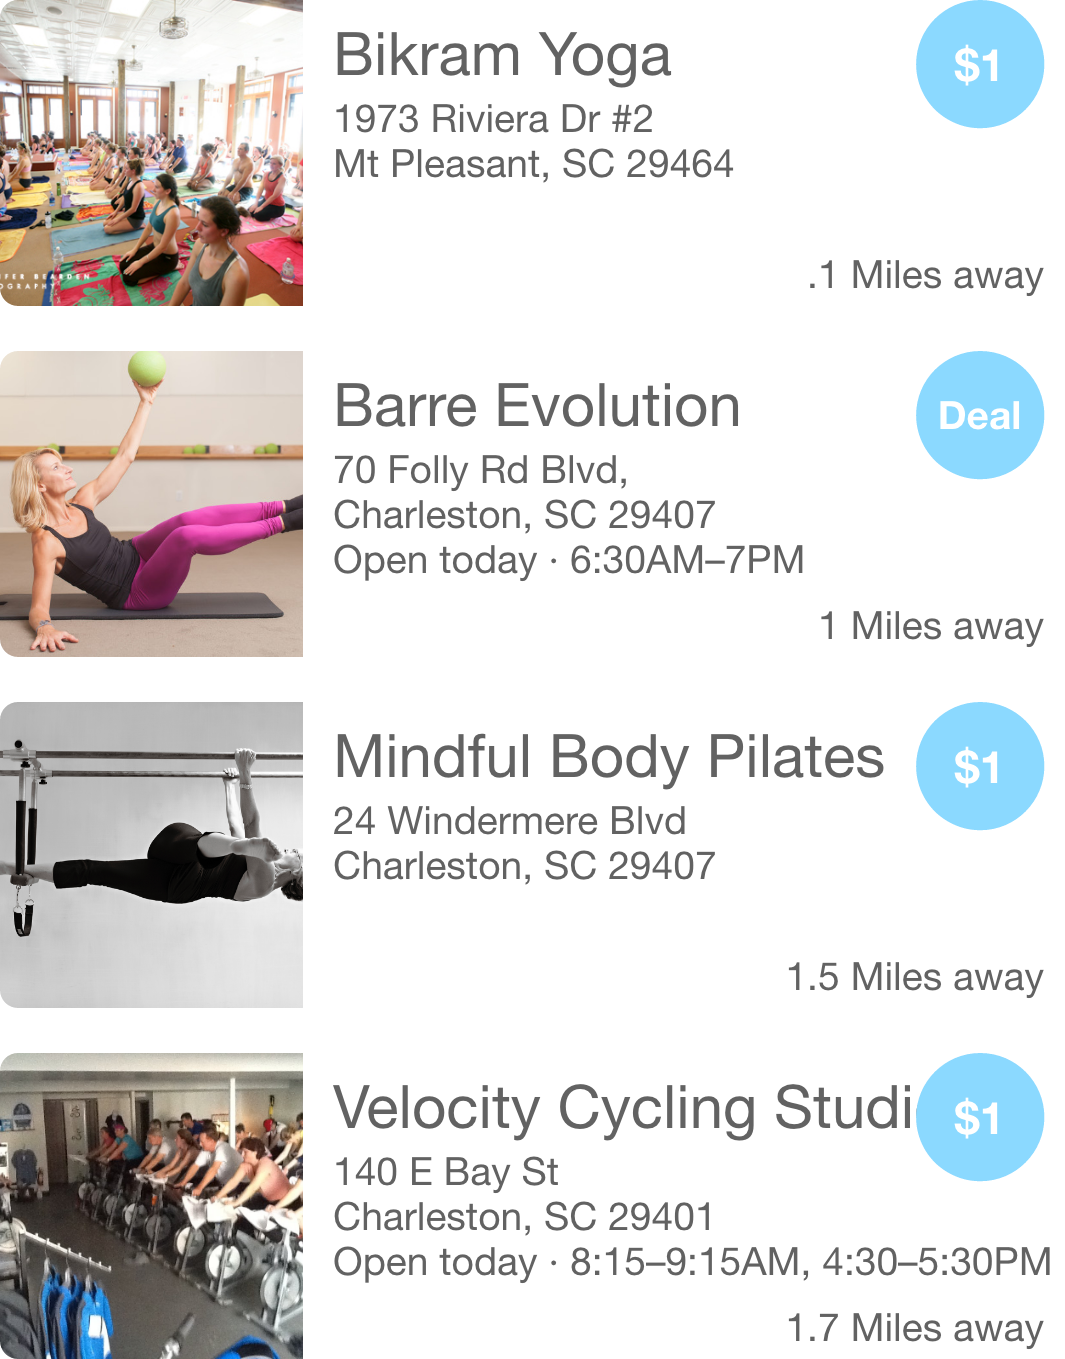 Bikram Yoga
$1
1973 Riviera Dr #2
Mt Pleasant, SC 29464
.1 Miles away
Barre Evolution
Deal
70 Folly Rd Blvd,
Charleston, SC 29407
Open today · 6:30AM–7PM
1 Miles away
Mindful Body Pilates
$1
24 Windermere Blvd
Charleston, SC 29407
1.5 Miles away
Velocity Cycling Studi
$1
140 E Bay St
Charleston, SC 29401
Open today · 8:15–9:15AM, 4:30–5:30PM
1.7 Miles away